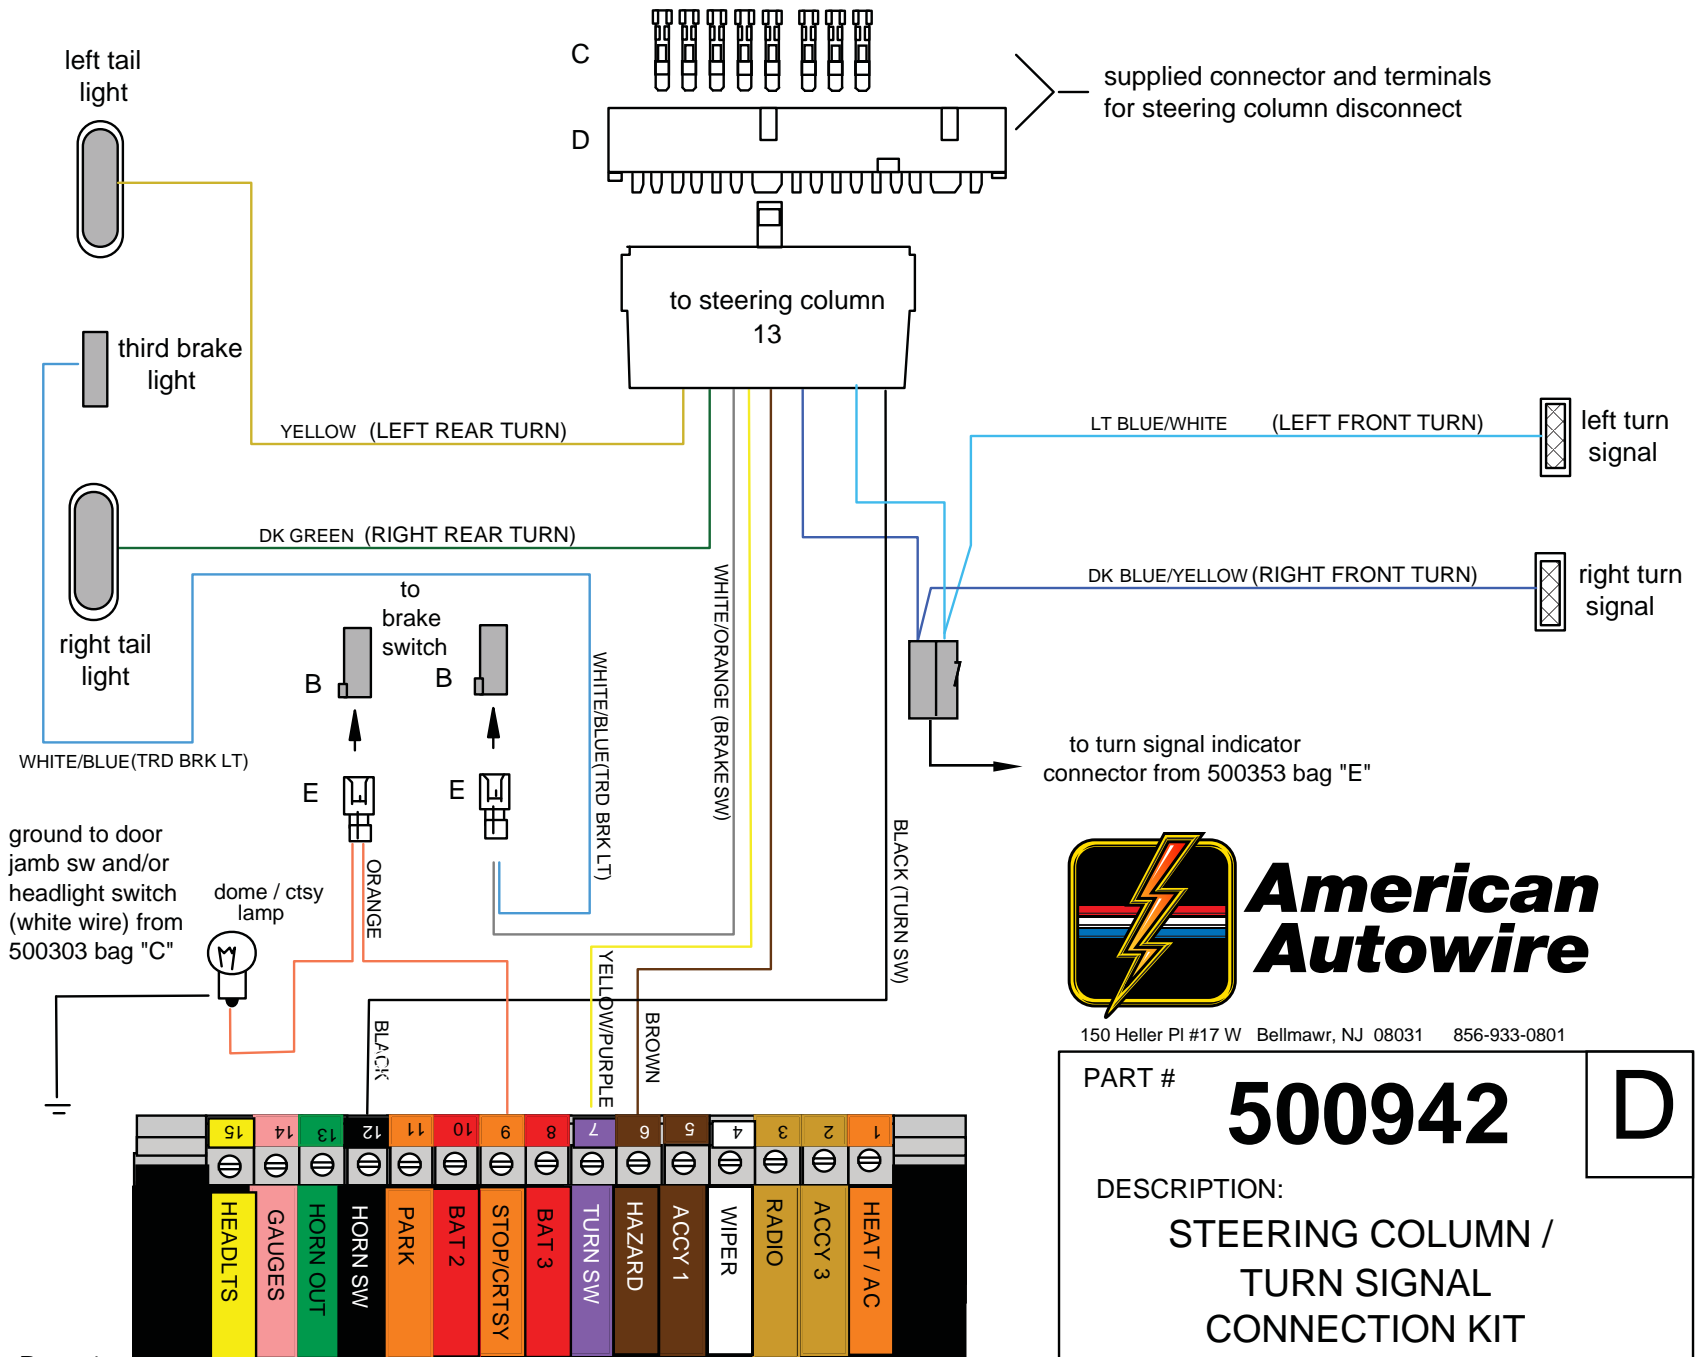 C
left tail
light
supplied connector and terminals
for steering column disconnect
D
to steering column
13
third brake
light
YELLOW (LEFT REAR TURN)
LT BLUE/WHITE (LEFT FRONT TURN)
left turn
signal
DK GREEN (RIGHT REAR TURN)
DK BLUE/YELLOW (RIGHT FRONT TURN)
right turn
signal
to
brake
switch
right tail
light
B
B
WHITE/ORANGE (BRAKE SW)
WHITE/BLUE (TRD BRK LT)
WHITE/BLUE (TRD BRK LT)
to turn signal indicator
connector from 500353 bag "E"
E
E
ground to door
jamb sw and/or
headlight switch
(white wire) from
500303 bag "C"
dome / ctsy
lamp
ORANGE
BLACK (TURN SW)
American
Autowire
150 Heller Pl #17 W Bellmawr, NJ 08031 856-933-0801
BLACK
YELLOW/PURPLE
BROWN
PART #
500942
D
DESCRIPTION:
STEERING COLUMN /
TURN SIGNAL
CONNECTION KIT
15 14 13 12 11 10 9 8 7 6 5 4 3 2 1
HEADLTS
GAUGES
HORN OUT
HORN SW
PARK
BAT 2
STOP/CRTSY
BAT 3
TURN SW
HAZARD
ACCY 1
WIPER
RADIO
ACCY 3
HEAT / AC